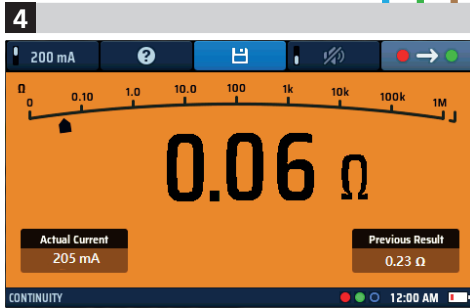 4
200 mA ?
Ω
0 0.10 1.0 10.0 100 1k 10k 100k 1M
0.06 Ω
Actual Current
205 mA
Previous Result
0.23 Ω
CONTINUITY 12:00 AM